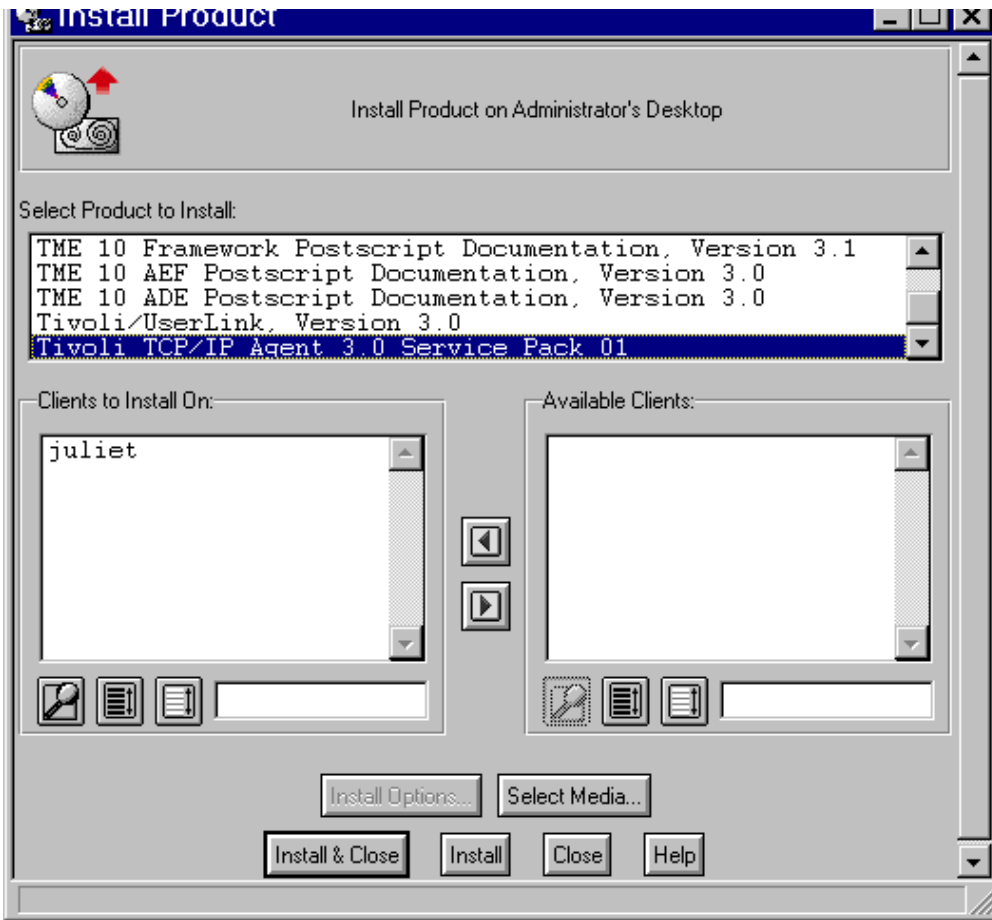 Install Product
Install Product on Administrator's Desktop
Select Product to Install:
TME 10 Framework Postscript Documentation, Version 3.1
TME 10 AEF Postscript Documentation, Version 3.0
TME 10 ADE Postscript Documentation, Version 3.0
Tivoli/UserLink, Version 3.0
Tivoli TCP/IP Agent 3.0 Service Pack 01
Clients to Install On:
Available Clients:
juliet
Install Options...
Select Media...
Install & Close
Install
Close
Help